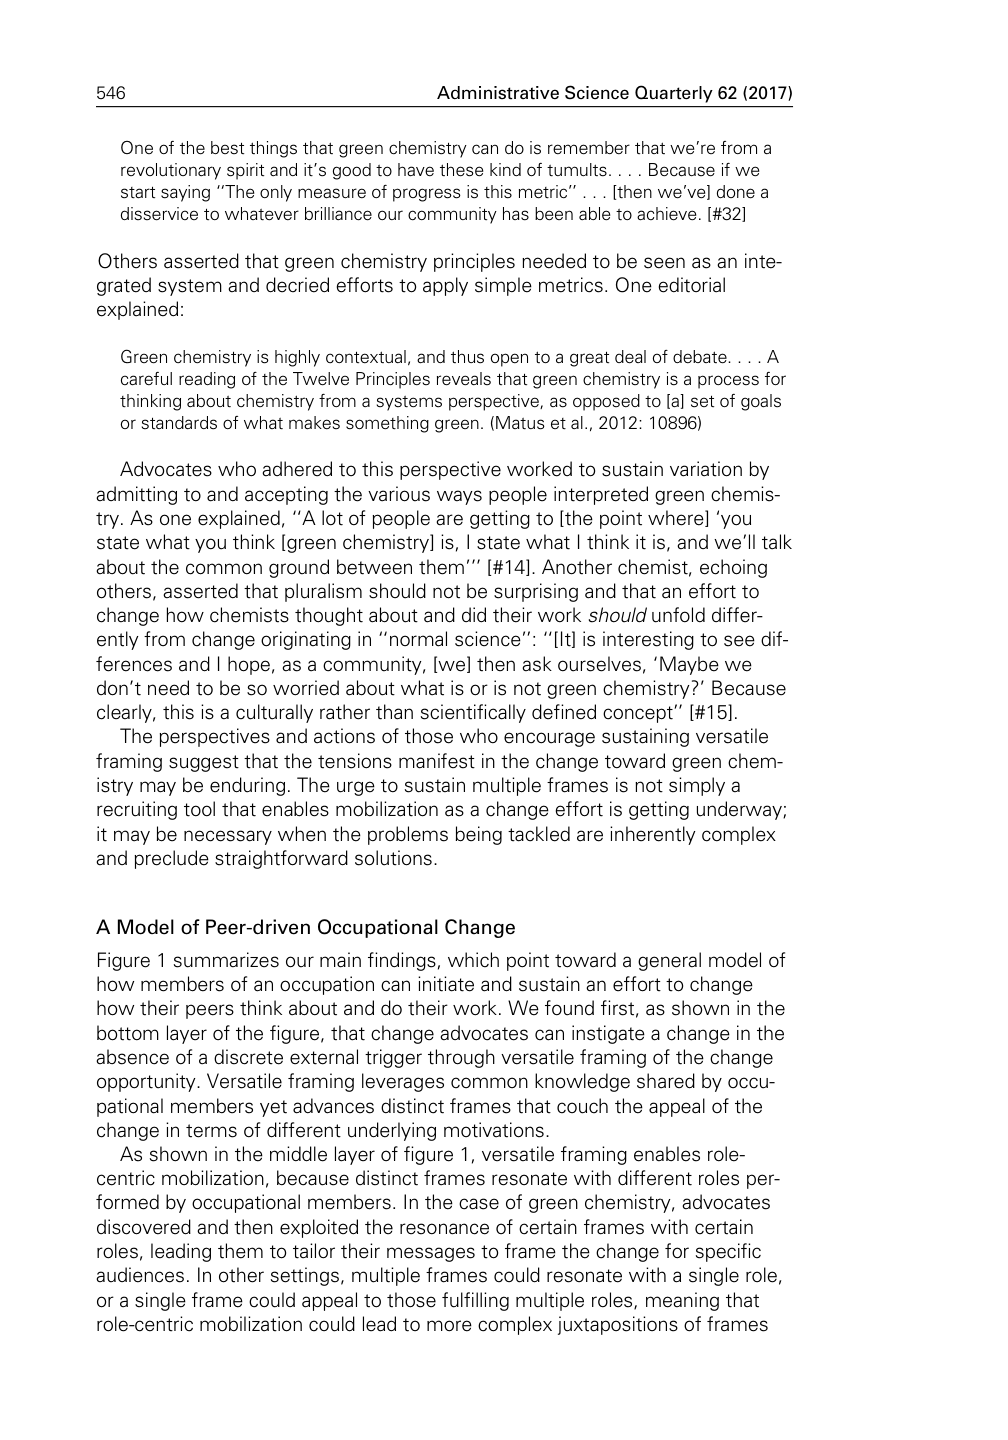 546
Administrative Science Quarterly 62 (2017)
One of the best things that green chemistry can do is remember that we're from a
revolutionary spirit and it's good to have these kind of tumults. . . . Because if we
start saying ''The only measure of progress is this metric'' . . . [then we've] done a
disservice to whatever brilliance our community has been able to achieve. [#32]
Others asserted that green chemistry principles needed to be seen as an inte-
grated system and decried efforts to apply simple metrics. One editorial
explained:
Green chemistry is highly contextual, and thus open to a great deal of debate. . . . A
careful reading of the Twelve Principles reveals that green chemistry is a process for
thinking about chemistry from a systems perspective, as opposed to [a] set of goals
or standards of what makes something green. (Matus et al., 2012: 10896)
Advocates who adhered to this perspective worked to sustain variation by
admitting to and accepting the various ways people interpreted green chemis-
try. As one explained, ''A lot of people are getting to [the point where] 'you
state what you think [green chemistry] is, I state what I think it is, and we'll talk
about the common ground between them''' [#14]. Another chemist, echoing
others, asserted that pluralism should not be surprising and that an effort to
change how chemists thought about and did their work should unfold differ-
ently from change originating in ''normal science'': ''[It] is interesting to see dif-
ferences and I hope, as a community, [we] then ask ourselves, 'Maybe we
don't need to be so worried about what is or is not green chemistry?' Because
clearly, this is a culturally rather than scientifically defined concept'' [#15].
The perspectives and actions of those who encourage sustaining versatile
framing suggest that the tensions manifest in the change toward green chem-
istry may be enduring. The urge to sustain multiple frames is not simply a
recruiting tool that enables mobilization as a change effort is getting underway;
it may be necessary when the problems being tackled are inherently complex
and preclude straightforward solutions.
A Model of Peer-driven Occupational Change
Figure 1 summarizes our main findings, which point toward a general model of
how members of an occupation can initiate and sustain an effort to change
how their peers think about and do their work. We found first, as shown in the
bottom layer of the figure, that change advocates can instigate a change in the
absence of a discrete external trigger through versatile framing of the change
opportunity. Versatile framing leverages common knowledge shared by occu-
pational members yet advances distinct frames that couch the appeal of the
change in terms of different underlying motivations.
As shown in the middle layer of figure 1, versatile framing enables role-
centric mobilization, because distinct frames resonate with different roles per-
formed by occupational members. In the case of green chemistry, advocates
discovered and then exploited the resonance of certain frames with certain
roles, leading them to tailor their messages to frame the change for specific
audiences. In other settings, multiple frames could resonate with a single role,
or a single frame could appeal to those fulfilling multiple roles, meaning that
role-centric mobilization could lead to more complex juxtapositions of frames